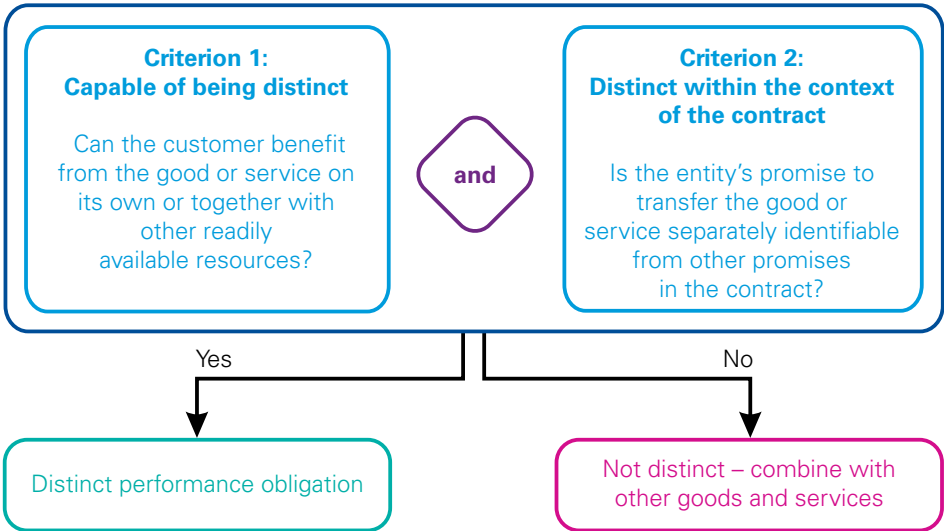 Criterion 1:
Capable of being distinct
Can the customer benefit
from the good or service on
its own or together with
other readily
available resources?
and
Criterion 2:
Distinct within the context
of the contract
Is the entity’s promise to
transfer the good or
service separately identifiable
from other promises
in the contract?
Yes
No
Distinct performance obligation
Not distinct – combine with
other goods and services